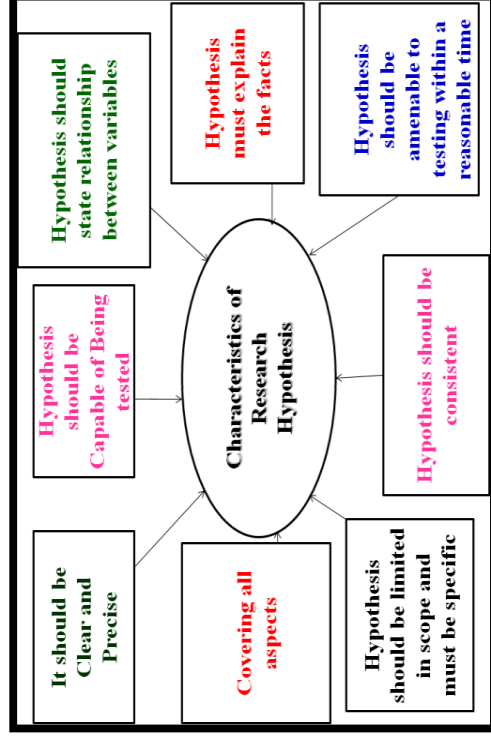 It should be
Clear and
Precise
Hypothesis
should be
Capable of Being
tested
Hypothesis should
state relationship
between variables
Covering all
aspects
Characteristics of
Research
Hypothesis
Hypothesis
must explain
the facts
Hypothesis
should be limited
in scope and
must be specific
Hypothesis should be
consistent
Hypothesis
should be
amenable to
testing within a
reasonable time